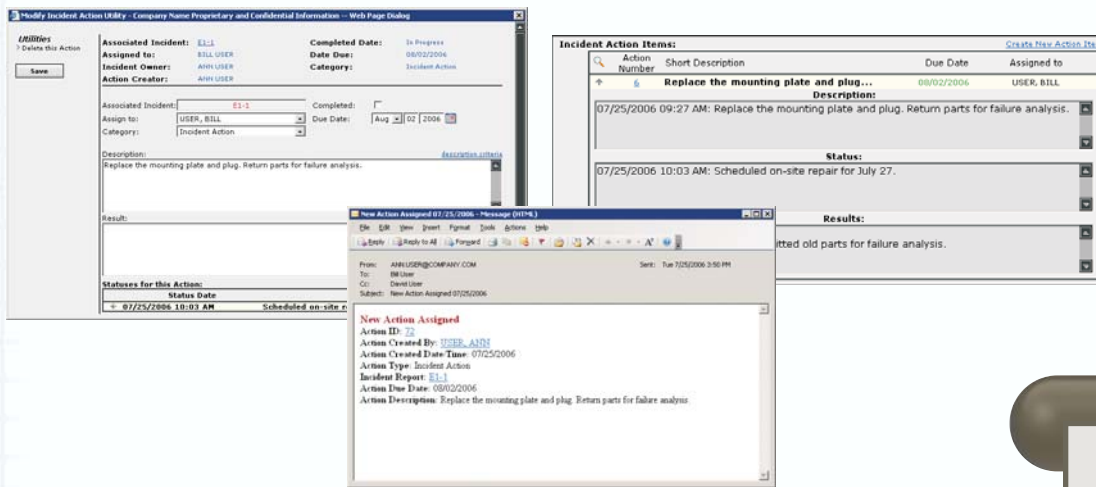 Modify Incident Action Utility - Company Name Proprietary and Confidential Information -- Web Page Dialog
Utilities
> Delete this Action
Save
Associated Incident: E1-1 Completed Date: In Progress
Assigned to: BILL USER Date Due: 08/02/2006
Incident Owner: ANN USER Category: Incident Action
Action Creator: ANN USER
Associated Incident: E1-1 Completed:
Assign to: USER, BILL Due Date: Aug 02 2006
Category: Incident Action
Description: description criteria
Replace the mounting plate and plug. Return parts for failure analysis.
Result:
Statuses for this Action:
Status Date
07/25/2006 10:03 AM Scheduled on-site
Incident Action Items: Create New Action Ite
Action Number Short Description Due Date Assigned to
6 Replace the mounting plate and plug... 08/02/2006 USER, BILL
Description:
07/25/2006 09:27 AM: Replace the mounting plate and plug. Return parts for failure analysis.
Status:
07/25/2006 10:03 AM: Scheduled on-site repair for July 27.
Results:
itted old parts for failure analysis.
New Action Assigned 07/25/2006 - Message (HTML)
File Edit View Insert Format Tools Actions Help
Reply Reply to All Forward
From: ANN.USER@COMPANY.COM Sent: Tue 7/25/2006 3:50 PM
To: Bill User
Cc: David User
Subject: New Action Assigned 07/25/2006
New Action Assigned
Action ID: 72
Action Created By: USER, ANN
Action Created Date/Time: 07/25/2006
Action Type: Incident Action
Incident Report: E1-1
Action Due Date: 08/02/2006
Action Description: Replace the mounting plate and plug. Return parts for failure analysis.